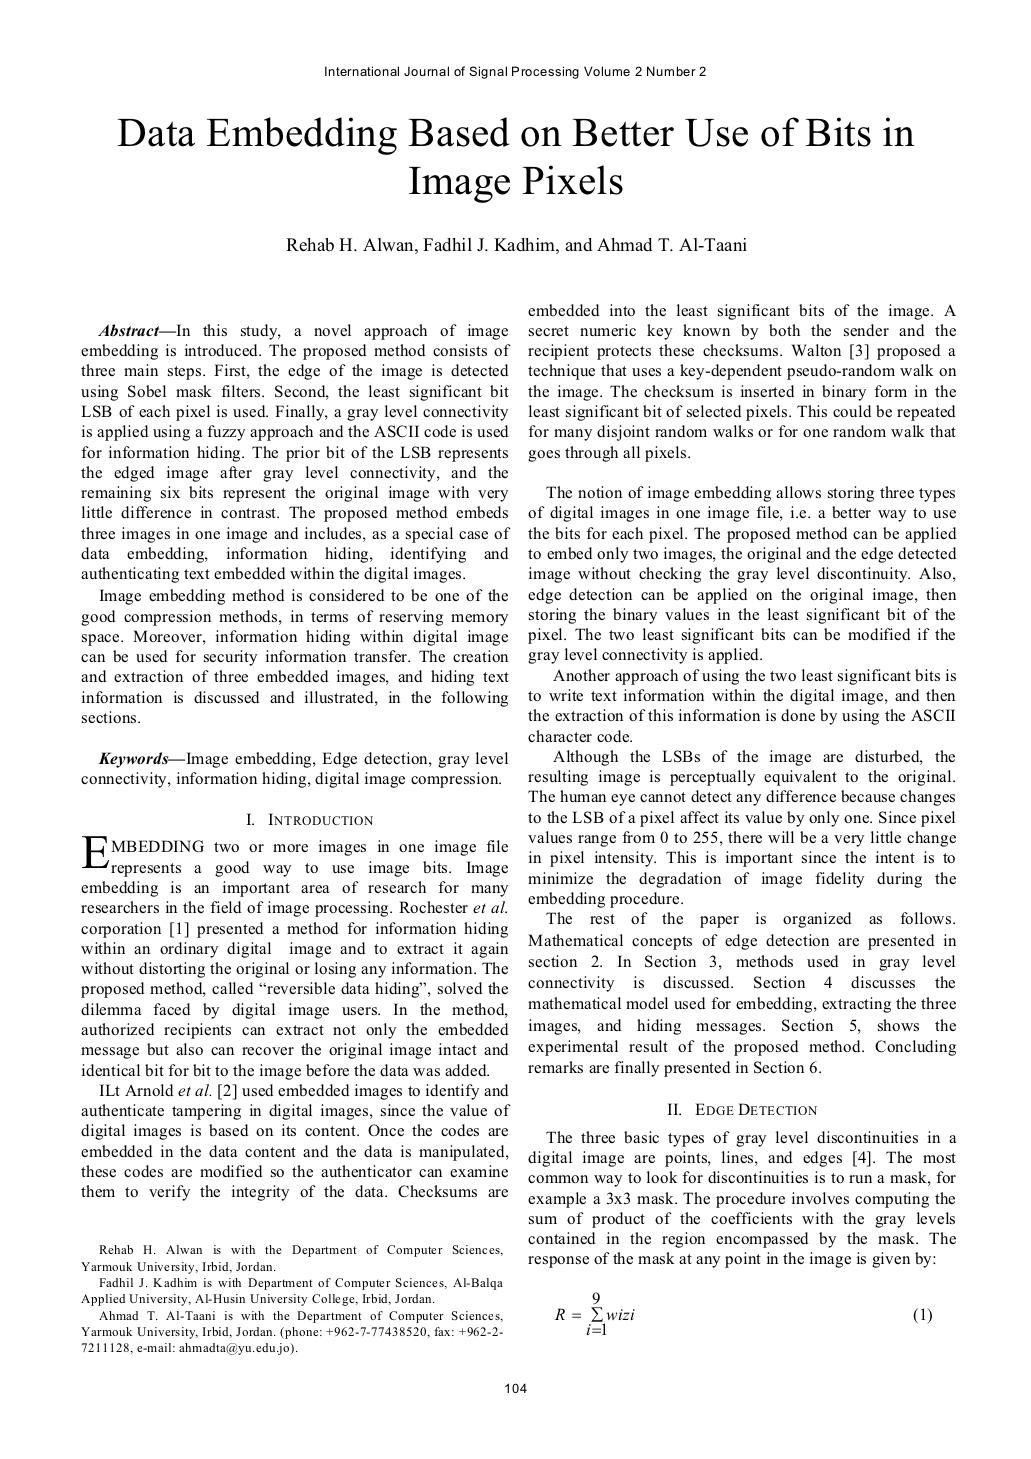 International Journal of Signal Processing Volume 2 Number 2
Data Embedding Based on Better Use of Bits in
Image Pixels
Rehab H. Alwan, Fadhil J. Kadhim, and Ahmad T. Al-Taani
Abstract—In this study, a novel approach of image
embedding is introduced. The proposed method consists of
three main steps. First, the edge of the image is detected
using Sobel mask filters. Second, the least significant bit
LSB of each pixel is used. Finally, a gray level connectivity
is applied using a fuzzy approach and the ASCII code is used
for information hiding. The prior bit of the LSB represents
the edged image after gray level connectivity, and the
remaining six bits represent the original image with very
little difference in contrast. The proposed method embeds
three images in one image and includes, as a special case of
data embedding, information hiding, identifying and
authenticating text embedded within the digital images.
Image embedding method is considered to be one of the
good compression methods, in terms of reserving memory
space. Moreover, information hiding within digital image
can be used for security information transfer. The creation
and extraction of three embedded images, and hiding text
information is discussed and illustrated, in the following
sections.
Keywords—Image embedding, Edge detection, gray level
connectivity, information hiding, digital image compression.
I. INTRODUCTION
EMBEDDING two or more images in one image file
represents a good way to use image bits. Image
embedding is an important area of research for many
researchers in the field of image processing. Rochester et al.
corporation [1] presented a method for information hiding
within an ordinary digital image and to extract it again
without distorting the original or losing any information. The
proposed method, called “reversible data hiding”, solved the
dilemma faced by digital image users. In the method,
authorized recipients can extract not only the embedded
message but also can recover the original image intact and
identical bit for bit to the image before the data was added.
ILt Arnold et al. [2] used embedded images to identify and
authenticate tampering in digital images, since the value of
digital images is based on its content. Once the codes are
embedded in the data content and the data is manipulated,
these codes are modified so the authenticator can examine
them to verify the integrity of the data. Checksums are
Rehab H. Alwan is with the Department of Computer Sciences,
Yarmouk University, Irbid, Jordan.
Fadhil J. Kadhim is with Department of Computer Sciences, Al-Balqa
Applied University, Al-Husin University College, Irbid, Jordan.
Ahmad T. Al-Taani is with the Department of Computer Sciences,
Yarmouk University, Irbid, Jordan. (phone: +962-7-77438520, fax: +962-2-
7211128, e-mail: ahmadta@yu.edu.jo).
embedded into the least significant bits of the image. A
secret numeric key known by both the sender and the
recipient protects these checksums. Walton [3] proposed a
technique that uses a key-dependent pseudo-random walk on
the image. The checksum is inserted in binary form in the
least significant bit of selected pixels. This could be repeated
for many disjoint random walks or for one random walk that
goes through all pixels.
The notion of image embedding allows storing three types
of digital images in one image file, i.e. a better way to use
the bits for each pixel. The proposed method can be applied
to embed only two images, the original and the edge detected
image without checking the gray level discontinuity. Also,
edge detection can be applied on the original image, then
storing the binary values in the least significant bit of the
pixel. The two least significant bits can be modified if the
gray level connectivity is applied.
Another approach of using the two least significant bits is
to write text information within the digital image, and then
the extraction of this information is done by using the ASCII
character code.
Although the LSBs of the image are disturbed, the
resulting image is perceptually equivalent to the original.
The human eye cannot detect any difference because changes
to the LSB of a pixel affect its value by only one. Since pixel
values range from 0 to 255, there will be a very little change
in pixel intensity. This is important since the intent is to
minimize the degradation of image fidelity during the
embedding procedure.
The rest of the paper is organized as follows.
Mathematical concepts of edge detection are presented in
section 2. In Section 3, methods used in gray level
connectivity is discussed. Section 4 discusses the
mathematical model used for embedding, extracting the three
images, and hiding messages. Section 5, shows the
experimental result of the proposed method. Concluding
remarks are finally presented in Section 6.
II. EDGE DETECTION
The three basic types of gray level discontinuities in a
digital image are points, lines, and edges [4]. The most
common way to look for discontinuities is to run a mask, for
example a 3x3 mask. The procedure involves computing the
sum of product of the coefficients with the gray levels
contained in the region encompassed by the mask. The
response of the mask at any point in the image is given by:
9
R = ∑ wizi (1)
i=1
104